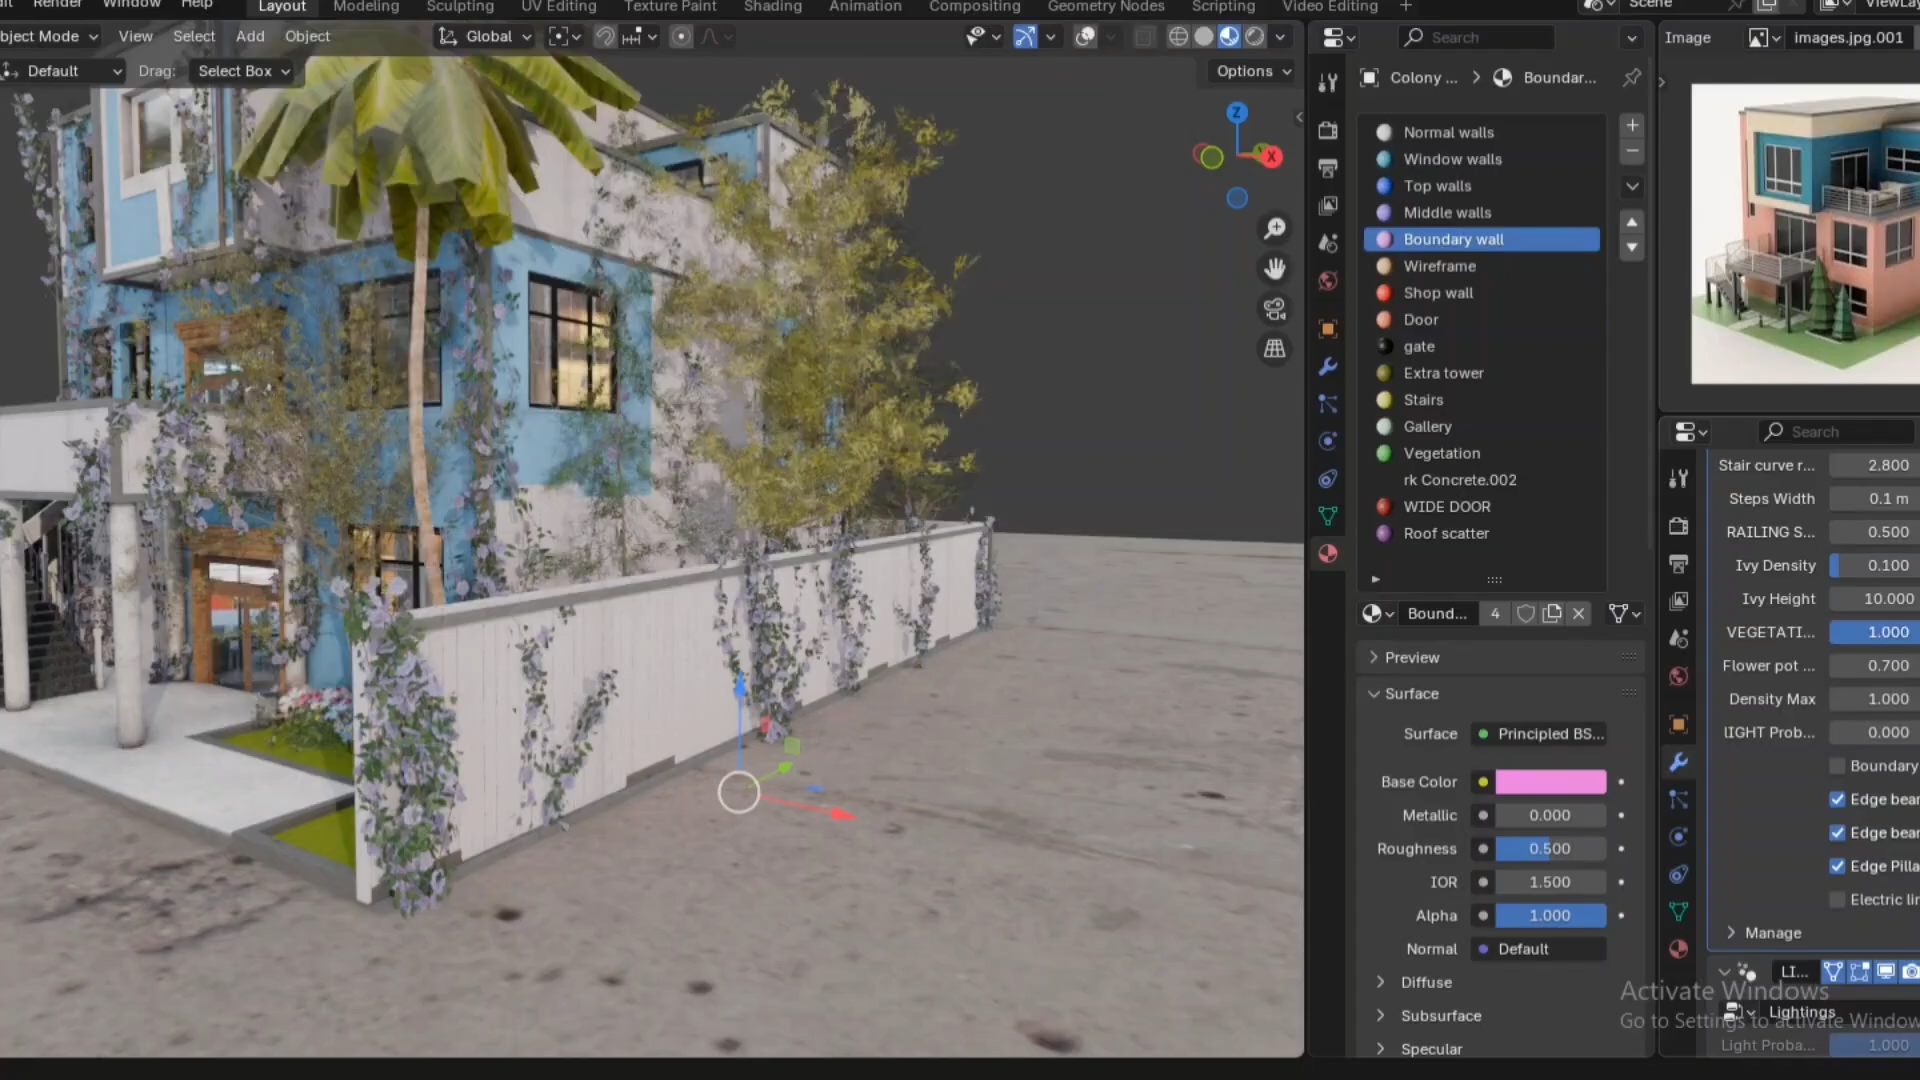 Render Window Help Layout Modeling Sculpting UV Editing Texture Paint Shading Animation Compositing Geometry Nodes Scripting Video Editing + Scene ViewLay
bject Mode View Select Add Object Global
Default Drag: Select Box
Options
Z
X
Search
Colony ... Boundar...
Normal walls
Window walls
Top walls
Middle walls
Boundary wall
Wireframe
Shop wall
Door
gate
Extra tower
Stairs
Gallery
Vegetation
rk Concrete.002
WIDE DOOR
Roof scatter
Bound... 4
Preview
Surface
Surface Principled BS...
Base Color
Metallic 0.000
Roughness 0.500
IOR 1.500
Alpha 1.000
Normal Default
Diffuse
Subsurface
Specular
Image images.jpg.001
Search
Stair curve r... 2.800
Steps Width 0.1 m
RAILING S... 0.500
Ivy Density 0.100
Ivy Height 10.000
VEGETATI... 1.000
Flower pot ... 0.700
Density Max 1.000
lIGHT Prob... 0.000
Boundary
Edge bear
Edge bear
Edge Pilla
Electric lin
Manage
LI...
Lightings
Light Proba... 1.000
Activate Windows
Go to Settings to activate Window